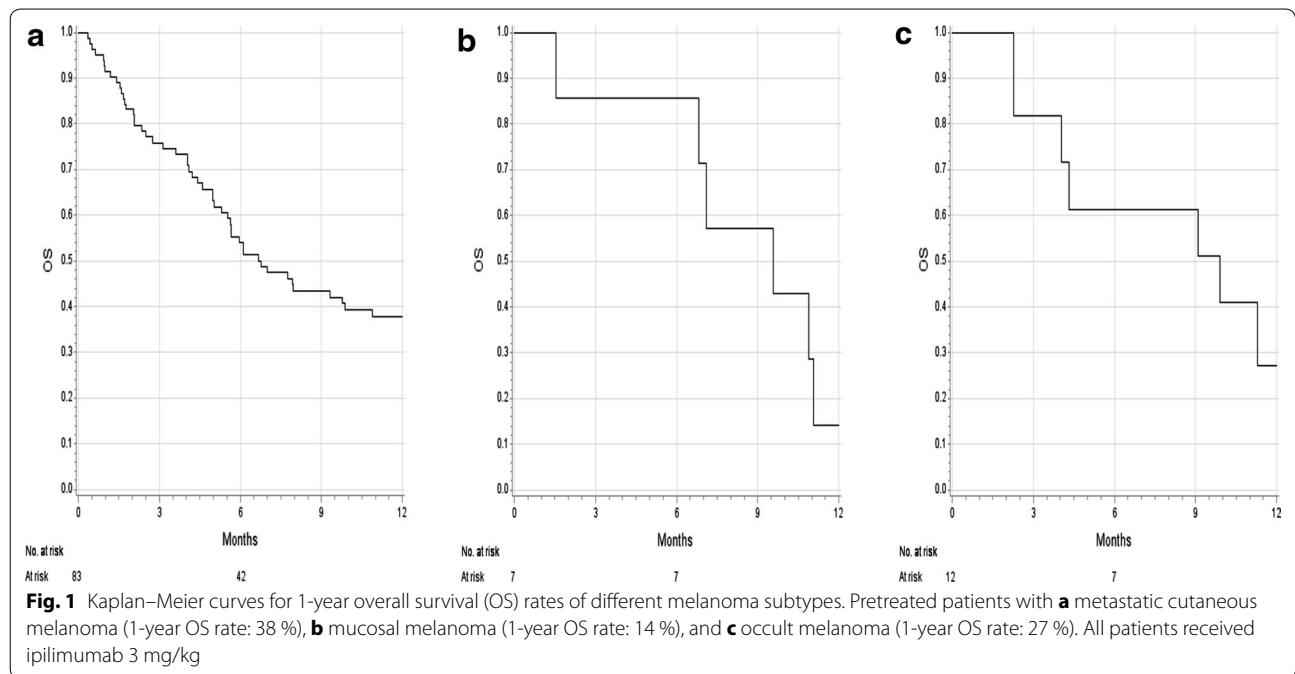 a
1.0
0.9
0.8
0.7
0.6
0.5
0.4
0.3
0.2
0.1
0.0
OS
0 3 6 9 12
Months
No. at risk
At risk 83 42
b
1.0
0.9
0.8
0.7
0.6
0.5
0.4
0.3
0.2
0.1
0.0
OS
0 3 6 9 12
Months
No. at risk
At risk 7 7
c
1.0
0.9
0.8
0.7
0.6
0.5
0.4
0.3
0.2
0.1
0.0
OS
0 3 6 9 12
Months
No. at risk
At risk 12 7
Fig. 1 Kaplan–Meier curves for 1-year overall survival (OS) rates of different melanoma subtypes. Pretreated patients with a metastatic cutaneous
melanoma (1-year OS rate: 38 %), b mucosal melanoma (1-year OS rate: 14 %), and c occult melanoma (1-year OS rate: 27 %). All patients received
ipilimumab 3 mg/kg